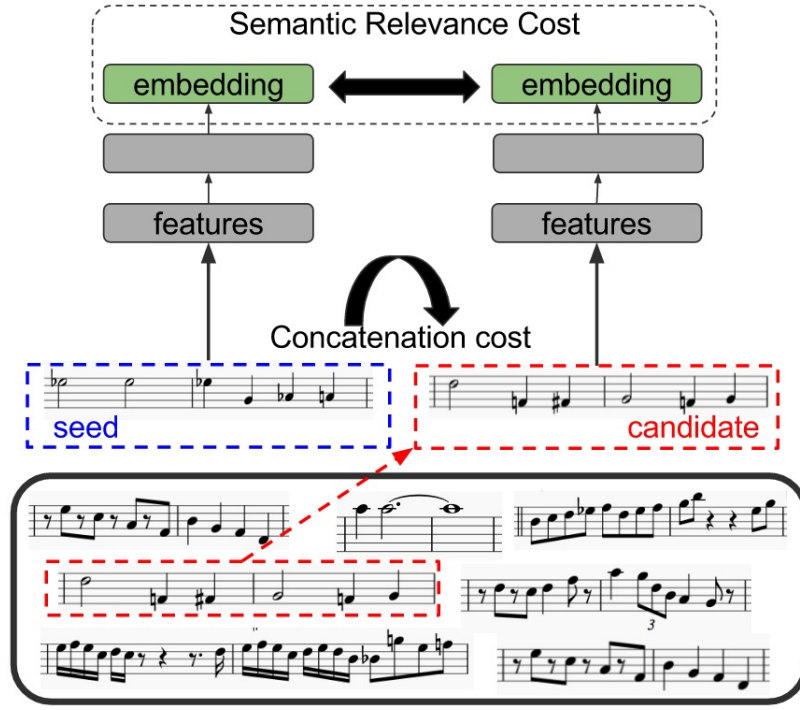 Semantic Relevance Cost
embedding embedding
features features
Concatenation cost
seed candidate
3